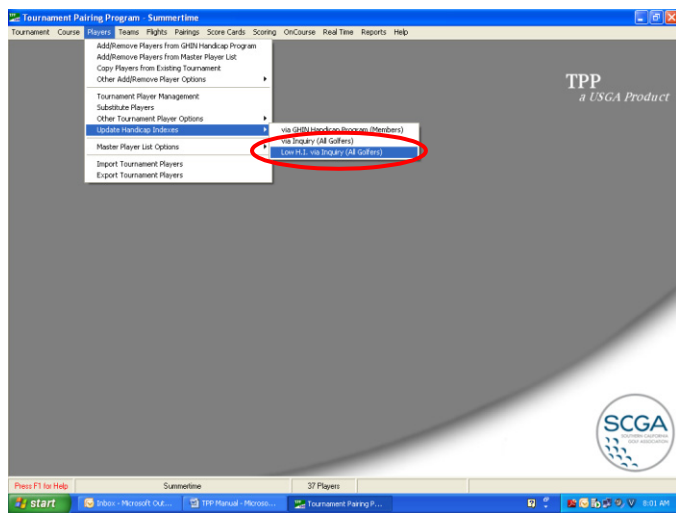 Tournament Pairing Program - Summertime
Tournament Course Players Teams Flights Pairings Score Cards Scoring OnCourse Real Time Reports Help
Add/Remove Players from GHIN Handicap Program
Add/Remove Players from Master Player List
Copy Players from Existing Tournament
Other Add/Remove Player Options
Tournament Player Management
Substitute Players
Other Tournament Player Options
Update Handicap Indexes
Master Player List Options
Import Tournament Players
Export Tournament Players
via GHIN Handicap Program (Members)
via Inquiry (All Golfers)
Low H.I. via Inquiry (All Golfers)
TPP
a USGA Product
SCGA
SOUTHERN CALIFORNIA
GOLF ASSOCIATION
Press F1 for Help Summertime 37 Players
start Inbox - Microsoft Out... TPP Manual - Microso... Tournament Pairing P... 8:01 AM